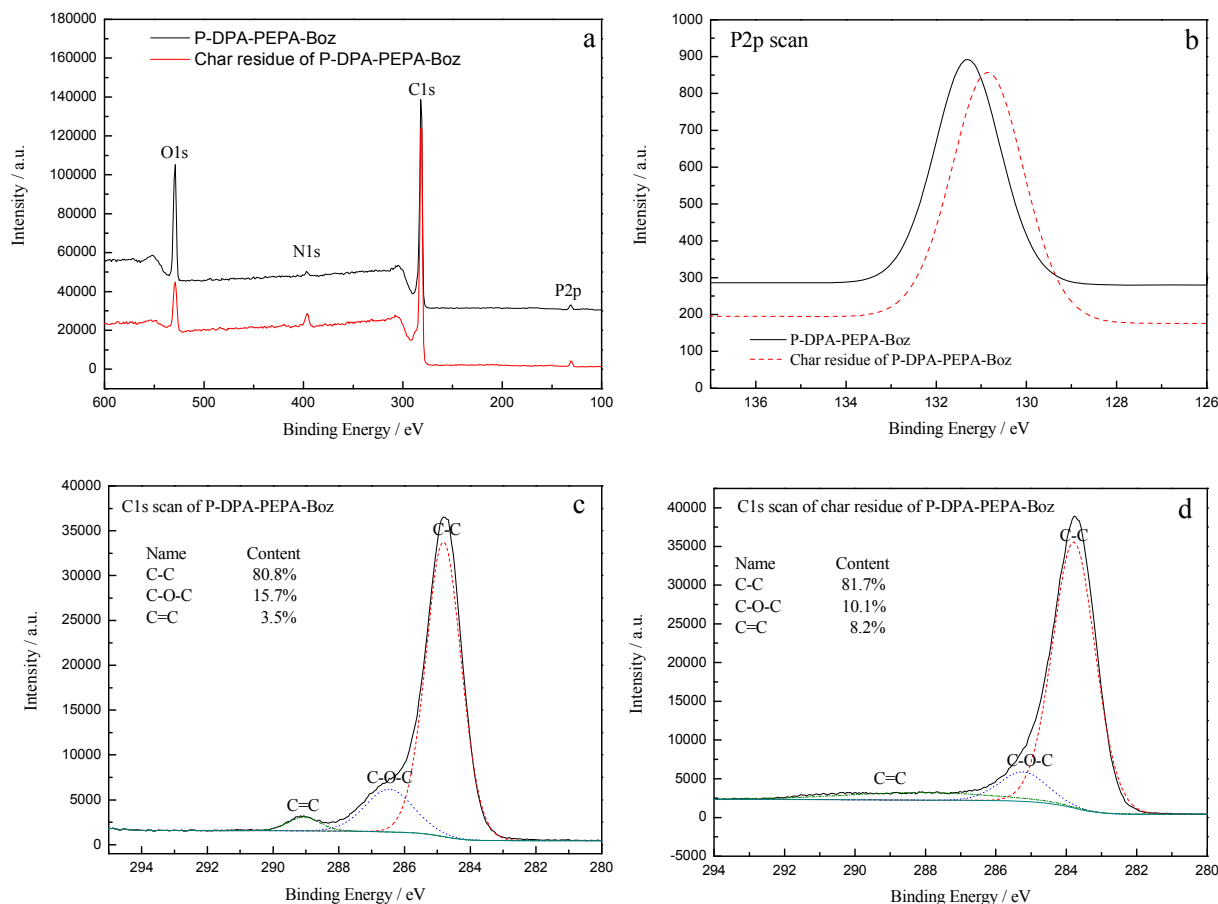 a
P-DPA-PEPA-Boz
Char residue of P-DPA-PEPA-Boz
C1s
O1s
N1s
P2p
180000
160000
140000
120000
100000
80000
60000
40000
20000
0
Intensity / a.u.
600 500 400 300 200 100
Binding Energy / eV
P2p scan b
1000
900
800
700
600
500
400
300
200
100
0
Intensity / a.u.
P-DPA-PEPA-Boz
Char residue of P-DPA-PEPA-Boz
136 134 132 130 128 126
Binding Energy / eV
C1s scan of P-DPA-PEPA-Boz c
Name Content
C-C 80.8%
C-O-C 15.7%
C=C 3.5%
C-C
C-O-C
C=C
40000
35000
30000
25000
20000
15000
10000
5000
0
Intensity / a.u.
294 292 290 288 286 284 282 280
Binding Energy / eV
C1s scan of char residue of P-DPA-PEPA-Boz d
Name Content
C-C 81.7%
C-O-C 10.1%
C=C 8.2%
C-C
C-O-C
C=C
40000
35000
30000
25000
20000
15000
10000
5000
0
-5000
Intensity / a.u.
294 292 290 288 286 284 282 280
Binding Energy / eV